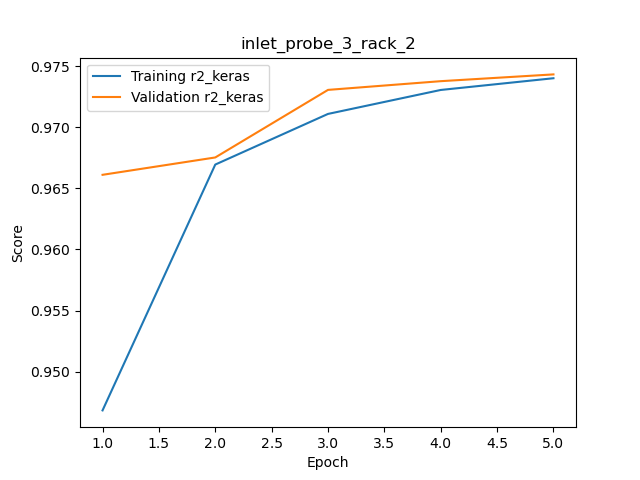 inlet_probe_3_rack_2
Training r2_keras
Validation r2_keras
0.975
0.970
0.965
0.960
0.955
0.950
Score
1.0 1.5 2.0 2.5 3.0 3.5 4.0 4.5 5.0
Epoch